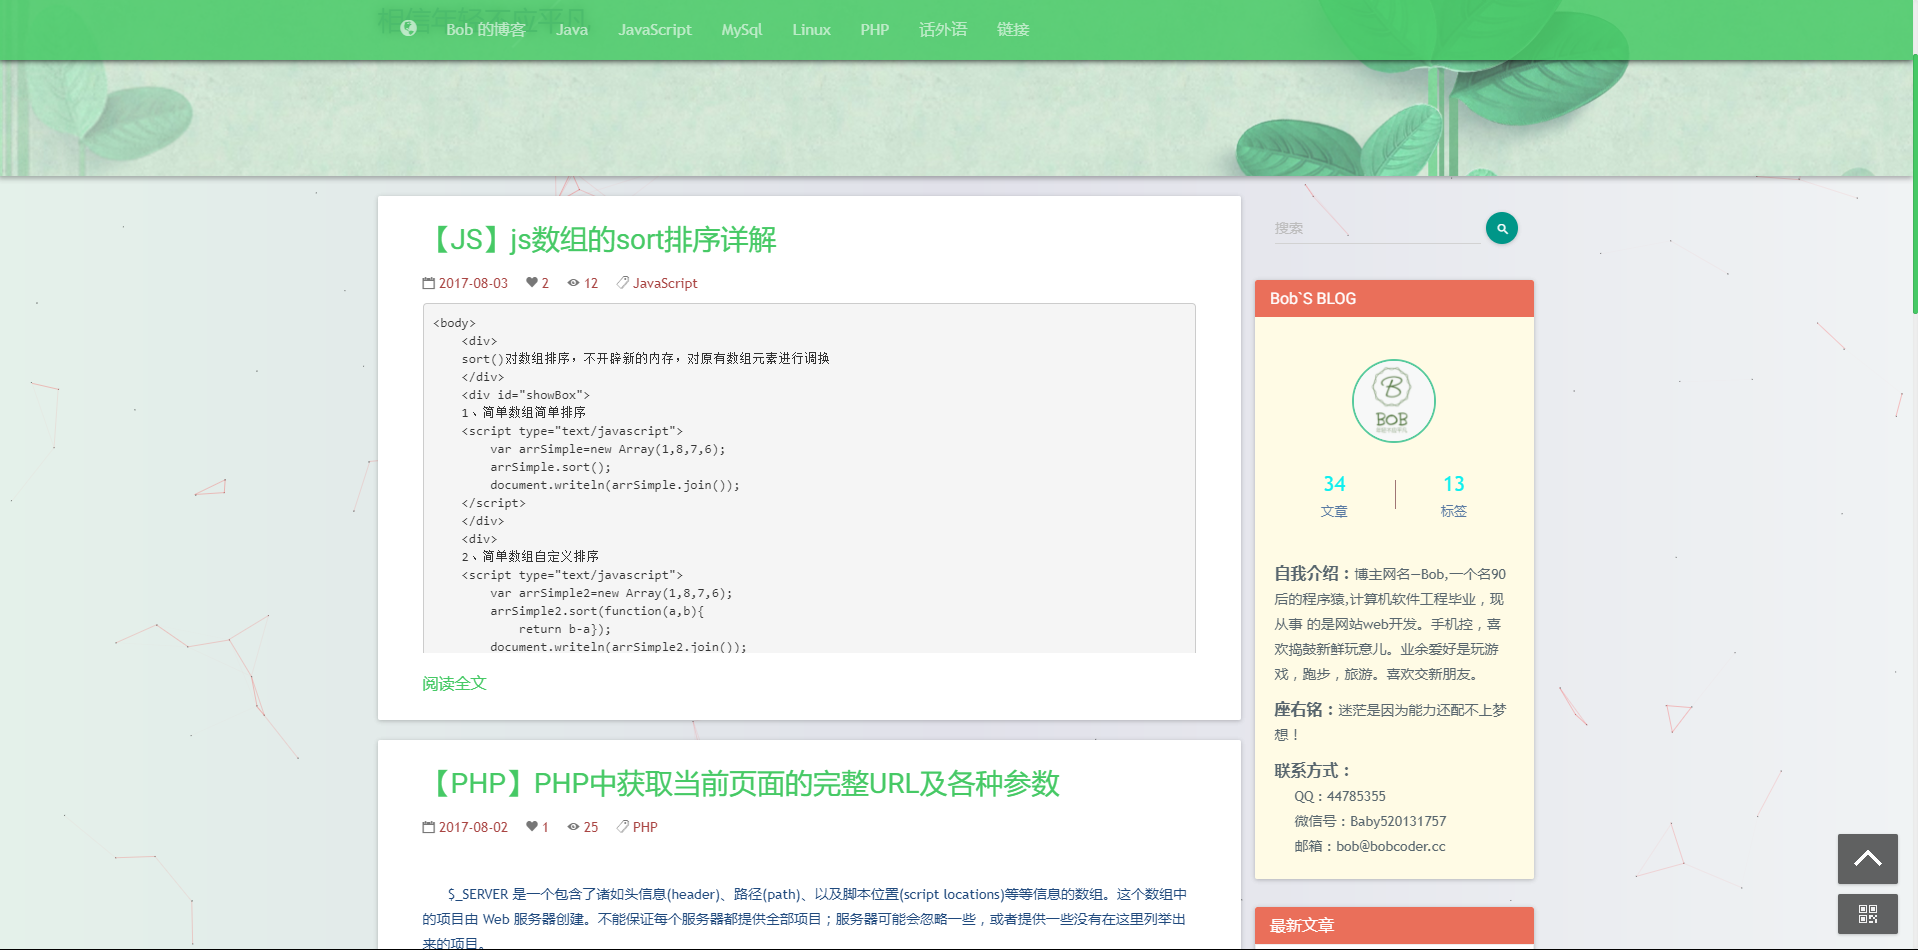 相信年轻不应平凡
Bob 的博客 Java JavaScript MySql Linux PHP 话外语 链接
【JS】js数组的sort排序详解
2017-08-03 2 12 JavaScript
<body>
<div>
sort()对数组排序，不开辟新的内存，对原有数组元素进行调换
</div>
<div id="showBox">
1、简单数组简单排序
<script type="text/javascript">
var arrSimple=new Array(1,8,7,6);
arrSimple.sort();
document.writeln(arrSimple.join());
</script>
</div>
<div>
2、简单数组自定义排序
<script type="text/javascript">
var arrSimple2=new Array(1,8,7,6);
arrSimple2.sort(function(a,b){
return b-a});
document.writeln(arrSimple2.join());
阅读全文
【PHP】PHP中获取当前页面的完整URL及各种参数
2017-08-02 1 25 PHP
$_SERVER 是一个包含了诸如头信息(header)、路径(path)、以及脚本位置(script locations)等等信息的数组。这个数组中
的项目由 Web 服务器创建。不能保证每个服务器都提供全部项目；服务器可能会忽略一些，或者提供一些没有在这里列举出
来的项目。
搜索
Bob`S BLOG
B
BOB
34 13
文章 标签
自我介绍：博主网名—Bob,一个名90
后的程序猿,计算机软件工程毕业，现
从事 的是网站web开发。手机控，喜
欢捣鼓新鲜玩意儿。业余爱好是玩游
戏，跑步，旅游。喜欢交新朋友。
座右铭：迷茫是因为能力还配不上梦
想！
联系方式：
QQ：44785355
微信号：Baby520131757
邮箱：bob@bobcoder.cc
最新文章